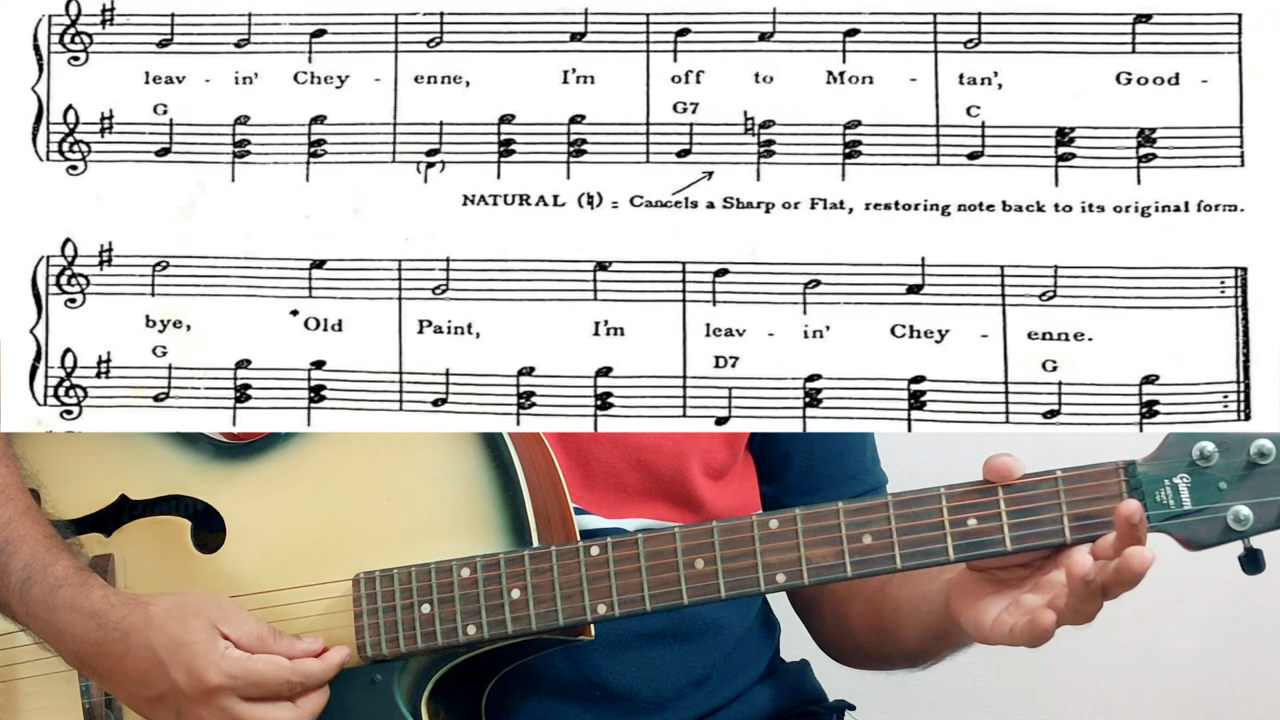 leav - in' Chey - enne, I'm off to Mon - tan', Good -
G G7 C
(P)
NATURAL (♮) = Cancels a Sharp or Flat, restoring note back to its original form.
bye, *Old Paint, I'm leav - in' Chey - enne.
G D7 G